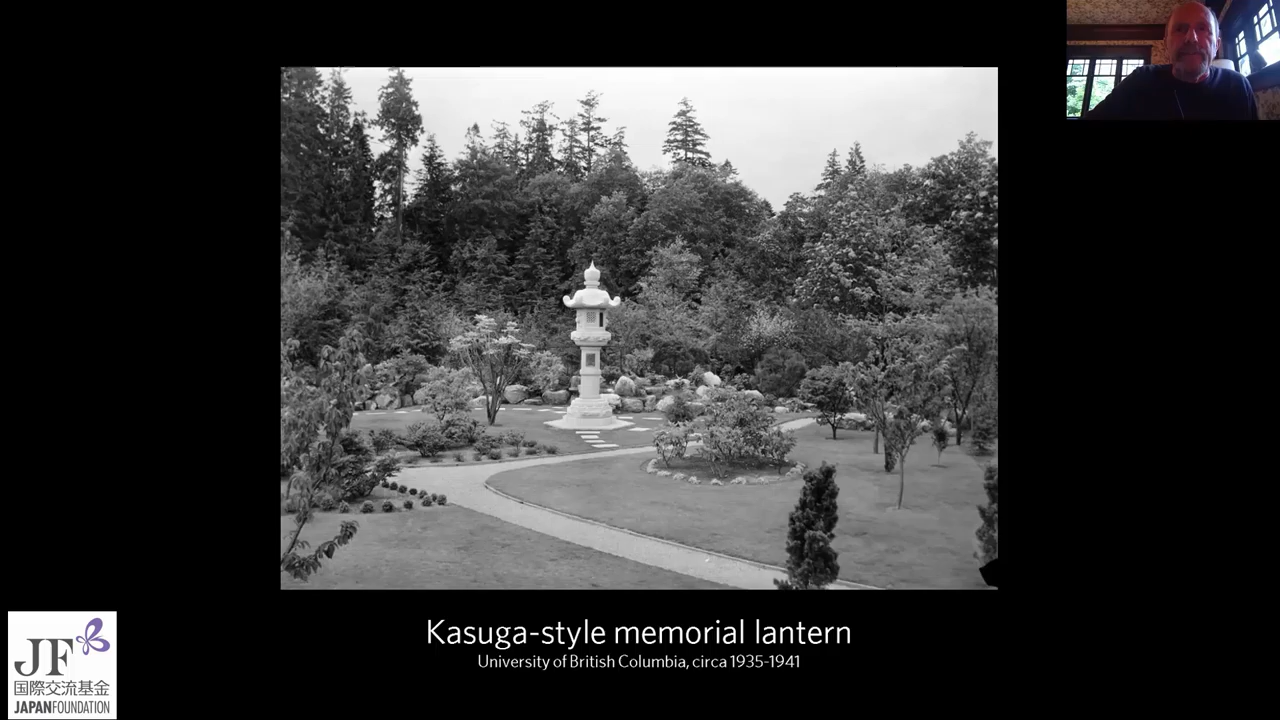 Kasuga-style memorial lantern
University of British Columbia, circa 1935-1941
JF
国際交流基金
JAPANFOUNDATION